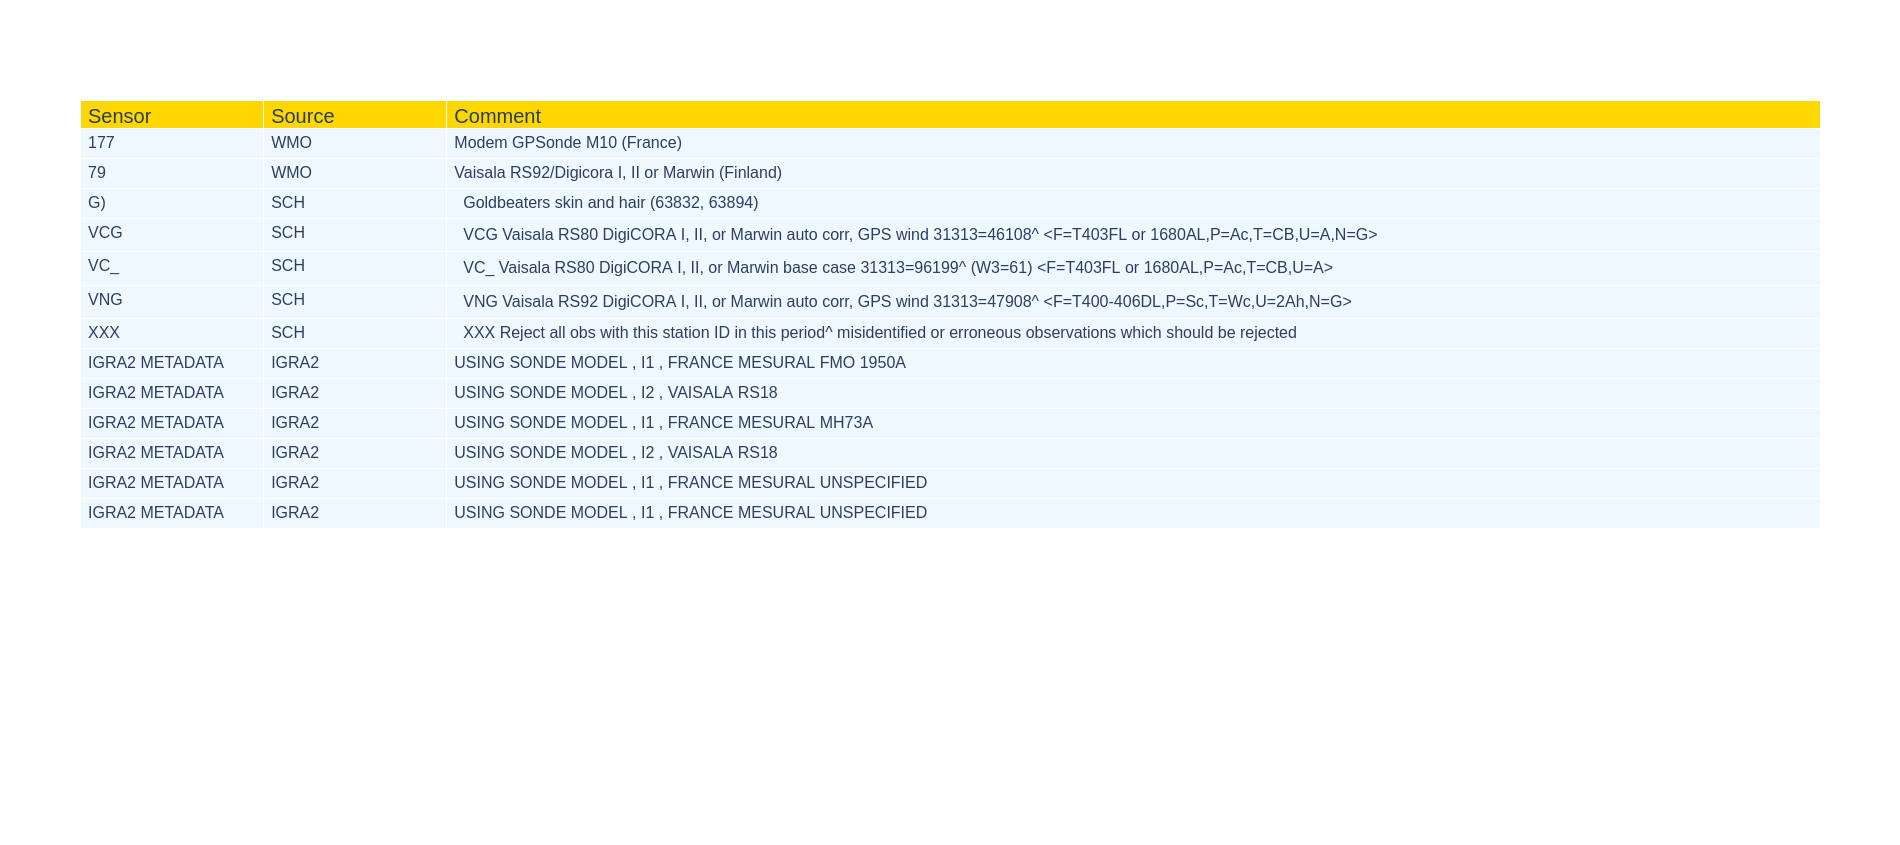 Sensor Source Comment
177 WMO Modem GPSonde M10 (France)
79 WMO Vaisala RS92/Digicora I, II or Marwin (Finland)
G) SCH Goldbeaters skin and hair (63832, 63894)
VCG SCH VCG Vaisala RS80 DigiCORA I, II, or Marwin auto corr, GPS wind 31313=46108^ <F=T403FL or 1680AL,P=Ac,T=CB,U=A,N=G>
VC_ SCH VC_ Vaisala RS80 DigiCORA I, II, or Marwin base case 31313=96199^ (W3=61) <F=T403FL or 1680AL,P=Ac,T=CB,U=A>
VNG SCH VNG Vaisala RS92 DigiCORA I, II, or Marwin auto corr, GPS wind 31313=47908^ <F=T400-406DL,P=Sc,T=Wc,U=2Ah,N=G>
XXX SCH XXX Reject all obs with this station ID in this period^ misidentified or erroneous observations which should be rejected
IGRA2 METADATA IGRA2 USING SONDE MODEL , I1 , FRANCE MESURAL FMO 1950A
IGRA2 METADATA IGRA2 USING SONDE MODEL , I2 , VAISALA RS18
IGRA2 METADATA IGRA2 USING SONDE MODEL , I1 , FRANCE MESURAL MH73A
IGRA2 METADATA IGRA2 USING SONDE MODEL , I2 , VAISALA RS18
IGRA2 METADATA IGRA2 USING SONDE MODEL , I1 , FRANCE MESURAL UNSPECIFIED
IGRA2 METADATA IGRA2 USING SONDE MODEL , I1 , FRANCE MESURAL UNSPECIFIED